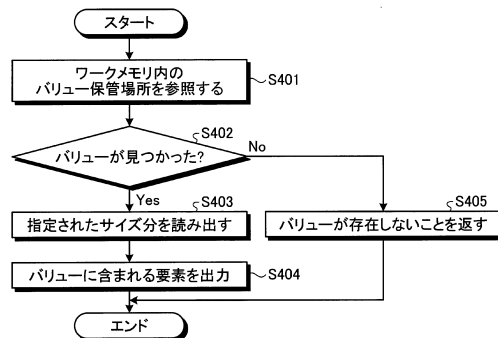 スタート
ワークメモリ内の
バリュー保管場所を参照する
S401
S402
バリューが見つかった?
No
Yes
S403
指定されたサイズ分を読み出す
S405
バリューが存在しないことを返す
バリューに含まれる要素を出力
S404
エンド